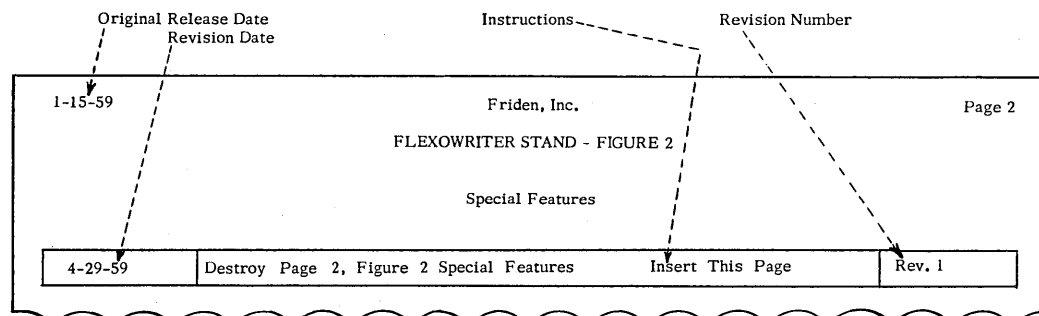 Original Release Date Instructions Revision Number
Revision Date
1-15-59 Friden, Inc. Page 2
FLEXOWRITER STAND - FIGURE 2
Special Features
4-29-59 Destroy Page 2, Figure 2 Special Features Insert This Page Rev. 1